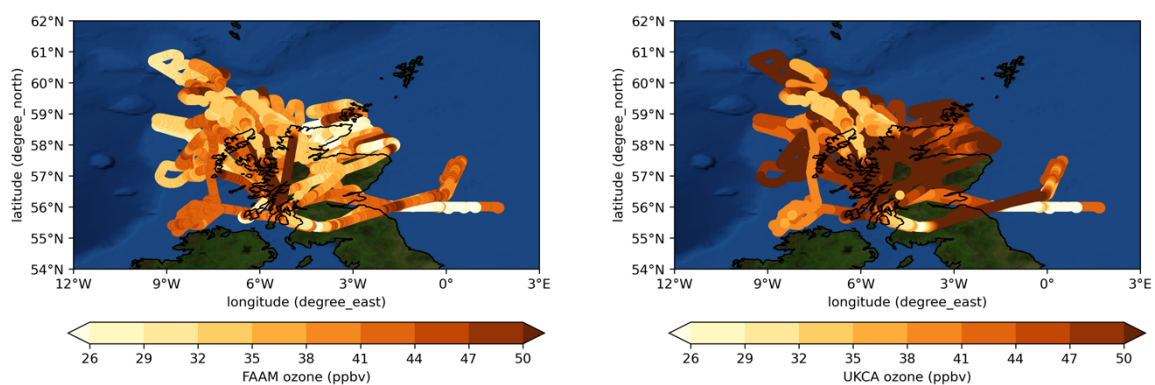 62°N
61°N
60°N
59°N
58°N
57°N
56°N
55°N
54°N
latitude (degree_north)
12°W 9°W 6°W 3°W 0° 3°E
longitude (degree_east)
26 29 32 35 38 41 44 47 50
FAAM ozone (ppbv)
62°N
61°N
60°N
59°N
58°N
57°N
56°N
55°N
54°N
latitude (degree_north)
12°W 9°W 6°W 3°W 0° 3°E
longitude (degree_east)
26 29 32 35 38 41 44 47 50
UKCA ozone (ppbv)